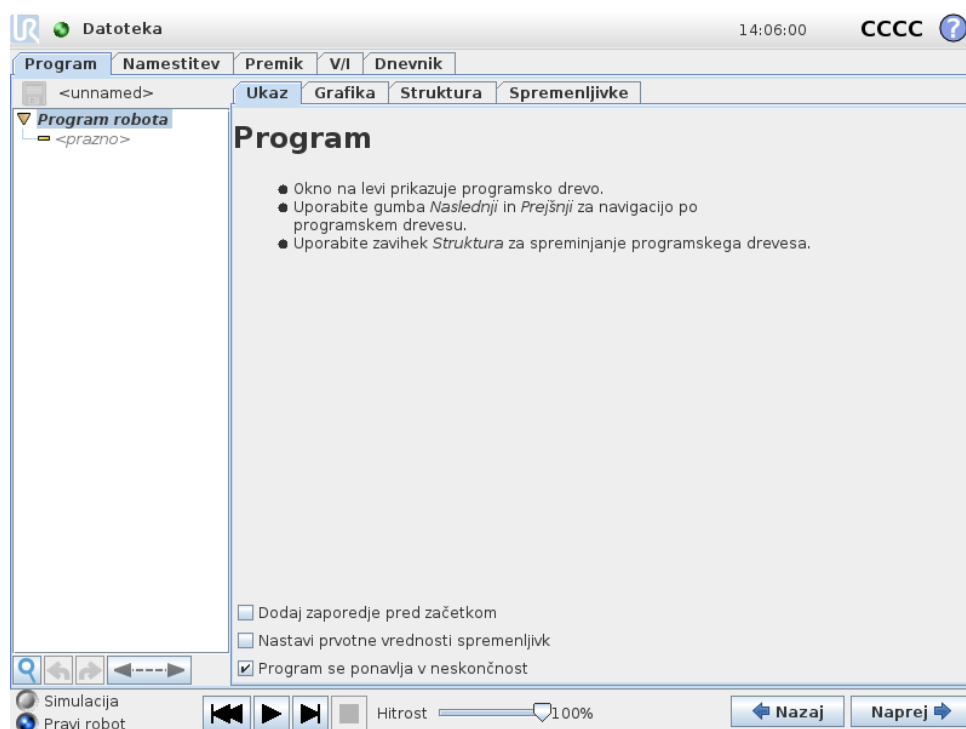 UR Datoteka 14:06:00 CCCC ?
Program Namestitev Premik V/I Dnevnik
<unnamed> Ukaz Grafika Struktura Spremenljivke
Program robota
<prazno>
Program
Okno na levi prikazuje programsko drevo.
Uporabite gumba Naslednji in Prejšnji za navigacijo po
programskem drevesu.
Uporabite zavihek Struktura za spreminjanje programskega drevesa.
Dodaj zaporedje pred začetkom
Nastavi prvotne vrednosti spremenljivk
Program se ponavlja v neskončnost
Simulacija
Pravi robot
Hitrost 100%
Nazaj Naprej